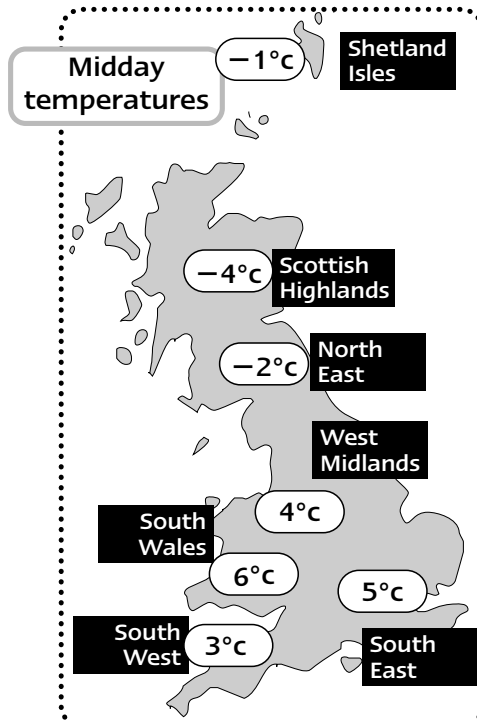 Midday
temperatures
−1°c
Shetland
Isles
−4°c
Scottish
Highlands
−2°c
North
East
West
Midlands
4°c
South
Wales
6°c
5°c
South
West
3°c
South
East